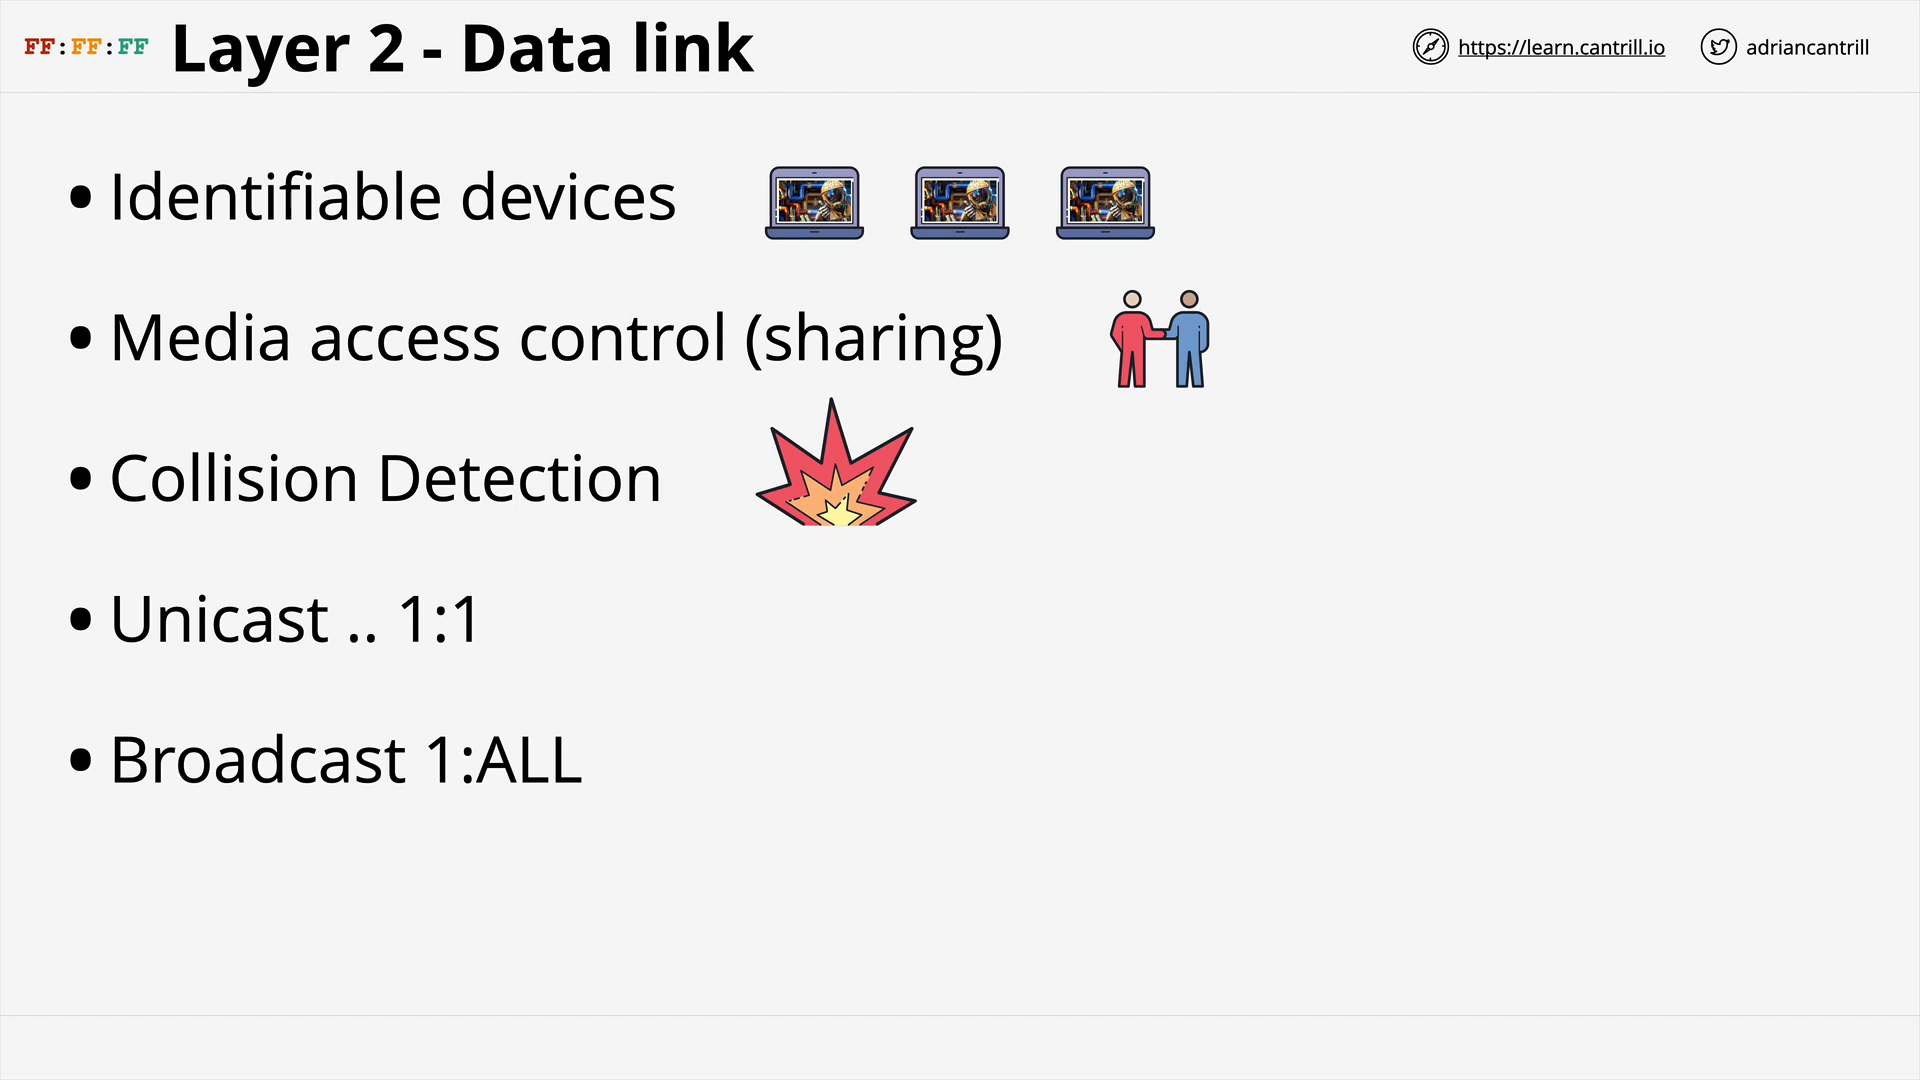 FF:FF:FF Layer 2 - Data link
https://learn.cantrill.io adriancantrill
• Identifiable devices
• Media access control (sharing)
• Collision Detection
• Unicast .. 1:1
• Broadcast 1:ALL